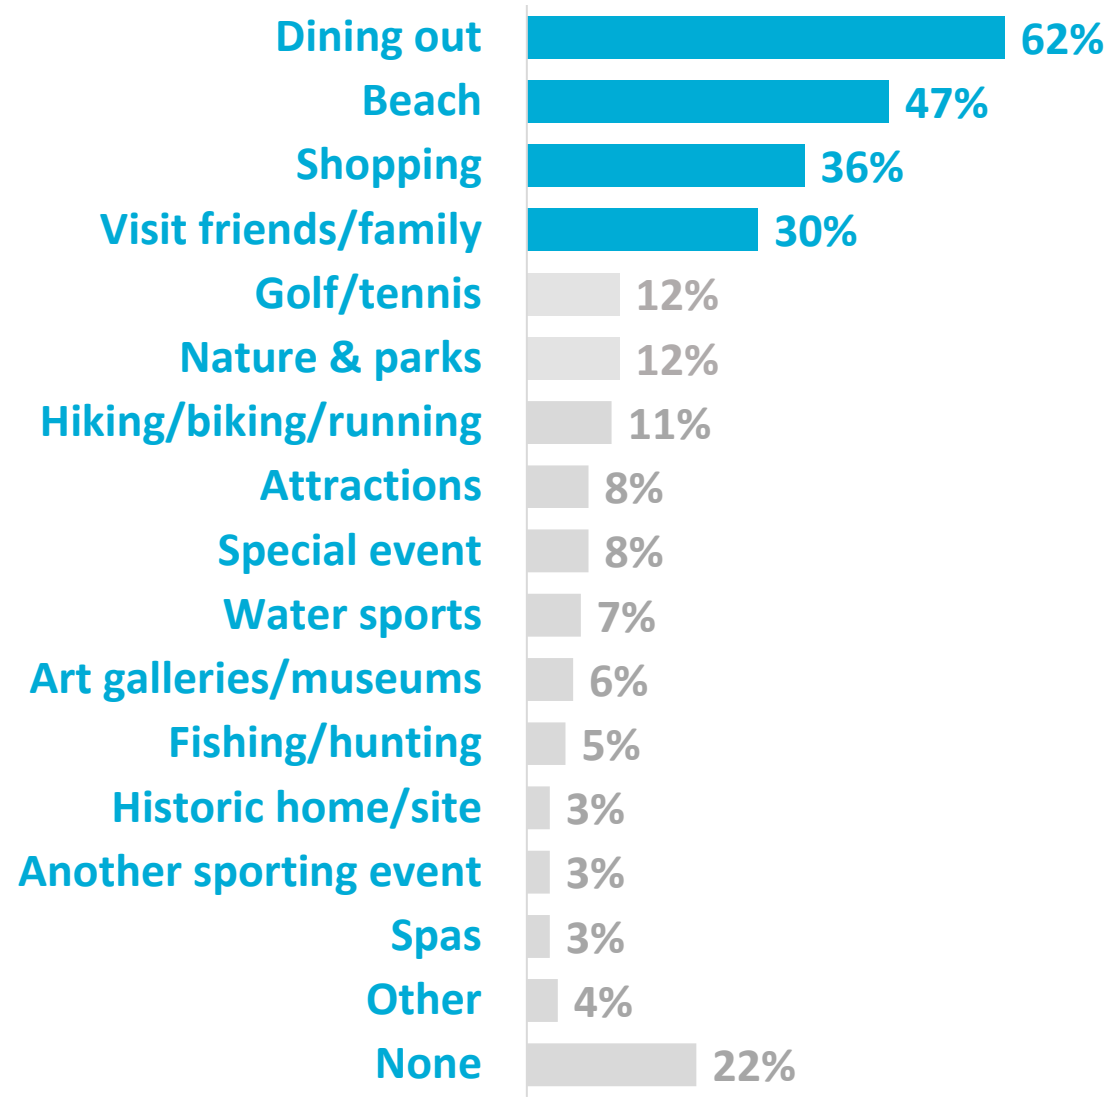 Dining out 62%
Beach 47%
Shopping 36%
Visit friends/family 30%
Golf/tennis 12%
Nature & parks 12%
Hiking/biking/running 11%
Attractions 8%
Special event 8%
Water sports 7%
Art galleries/museums 6%
Fishing/hunting 5%
Historic home/site 3%
Another sporting event 3%
Spas 3%
Other 4%
None 22%